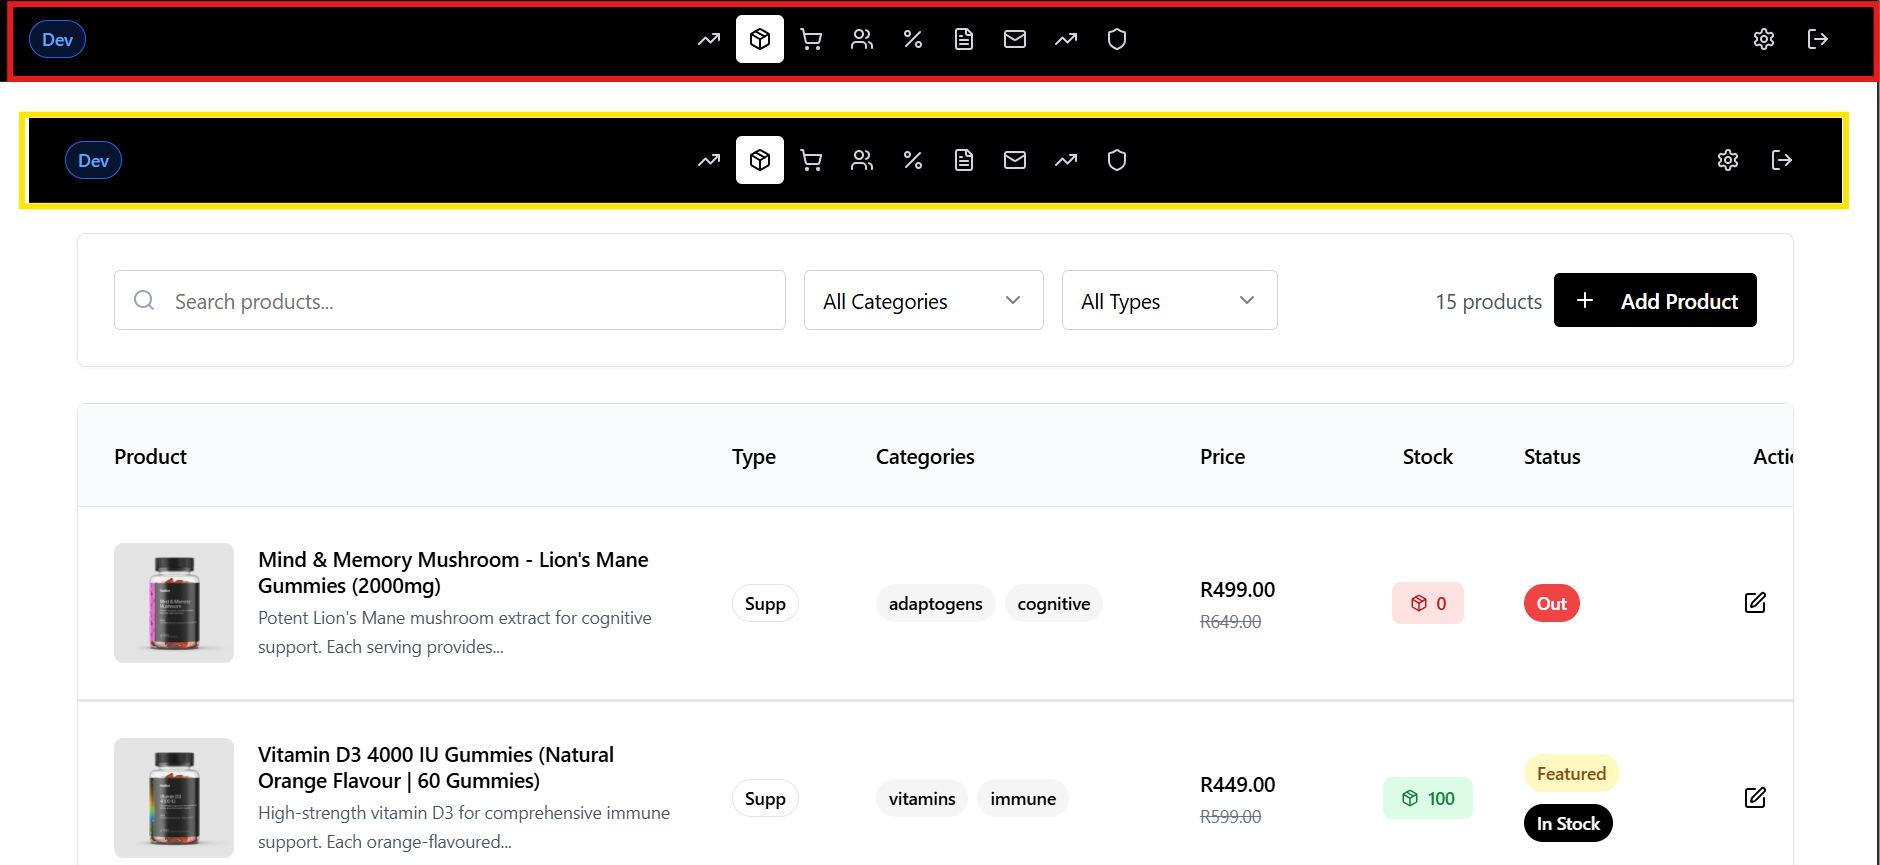 Dev
Dev
Search products...
All Categories
All Types
15 products
Add Product
Product
Type
Categories
Price
Stock
Status
Mind & Memory Mushroom - Lion's Mane
Gummies (2000mg)
Potent Lion's Mane mushroom extract for cognitive
support. Each serving provides...
Supp
adaptogens
cognitive
R499.00
R649.00
0
Out
Vitamin D3 4000 IU Gummies (Natural
Orange Flavour | 60 Gummies)
High-strength vitamin D3 for comprehensive immune
support. Each orange-flavoured...
Supp
vitamins
immune
R449.00
R599.00
100
Featured
In Stock